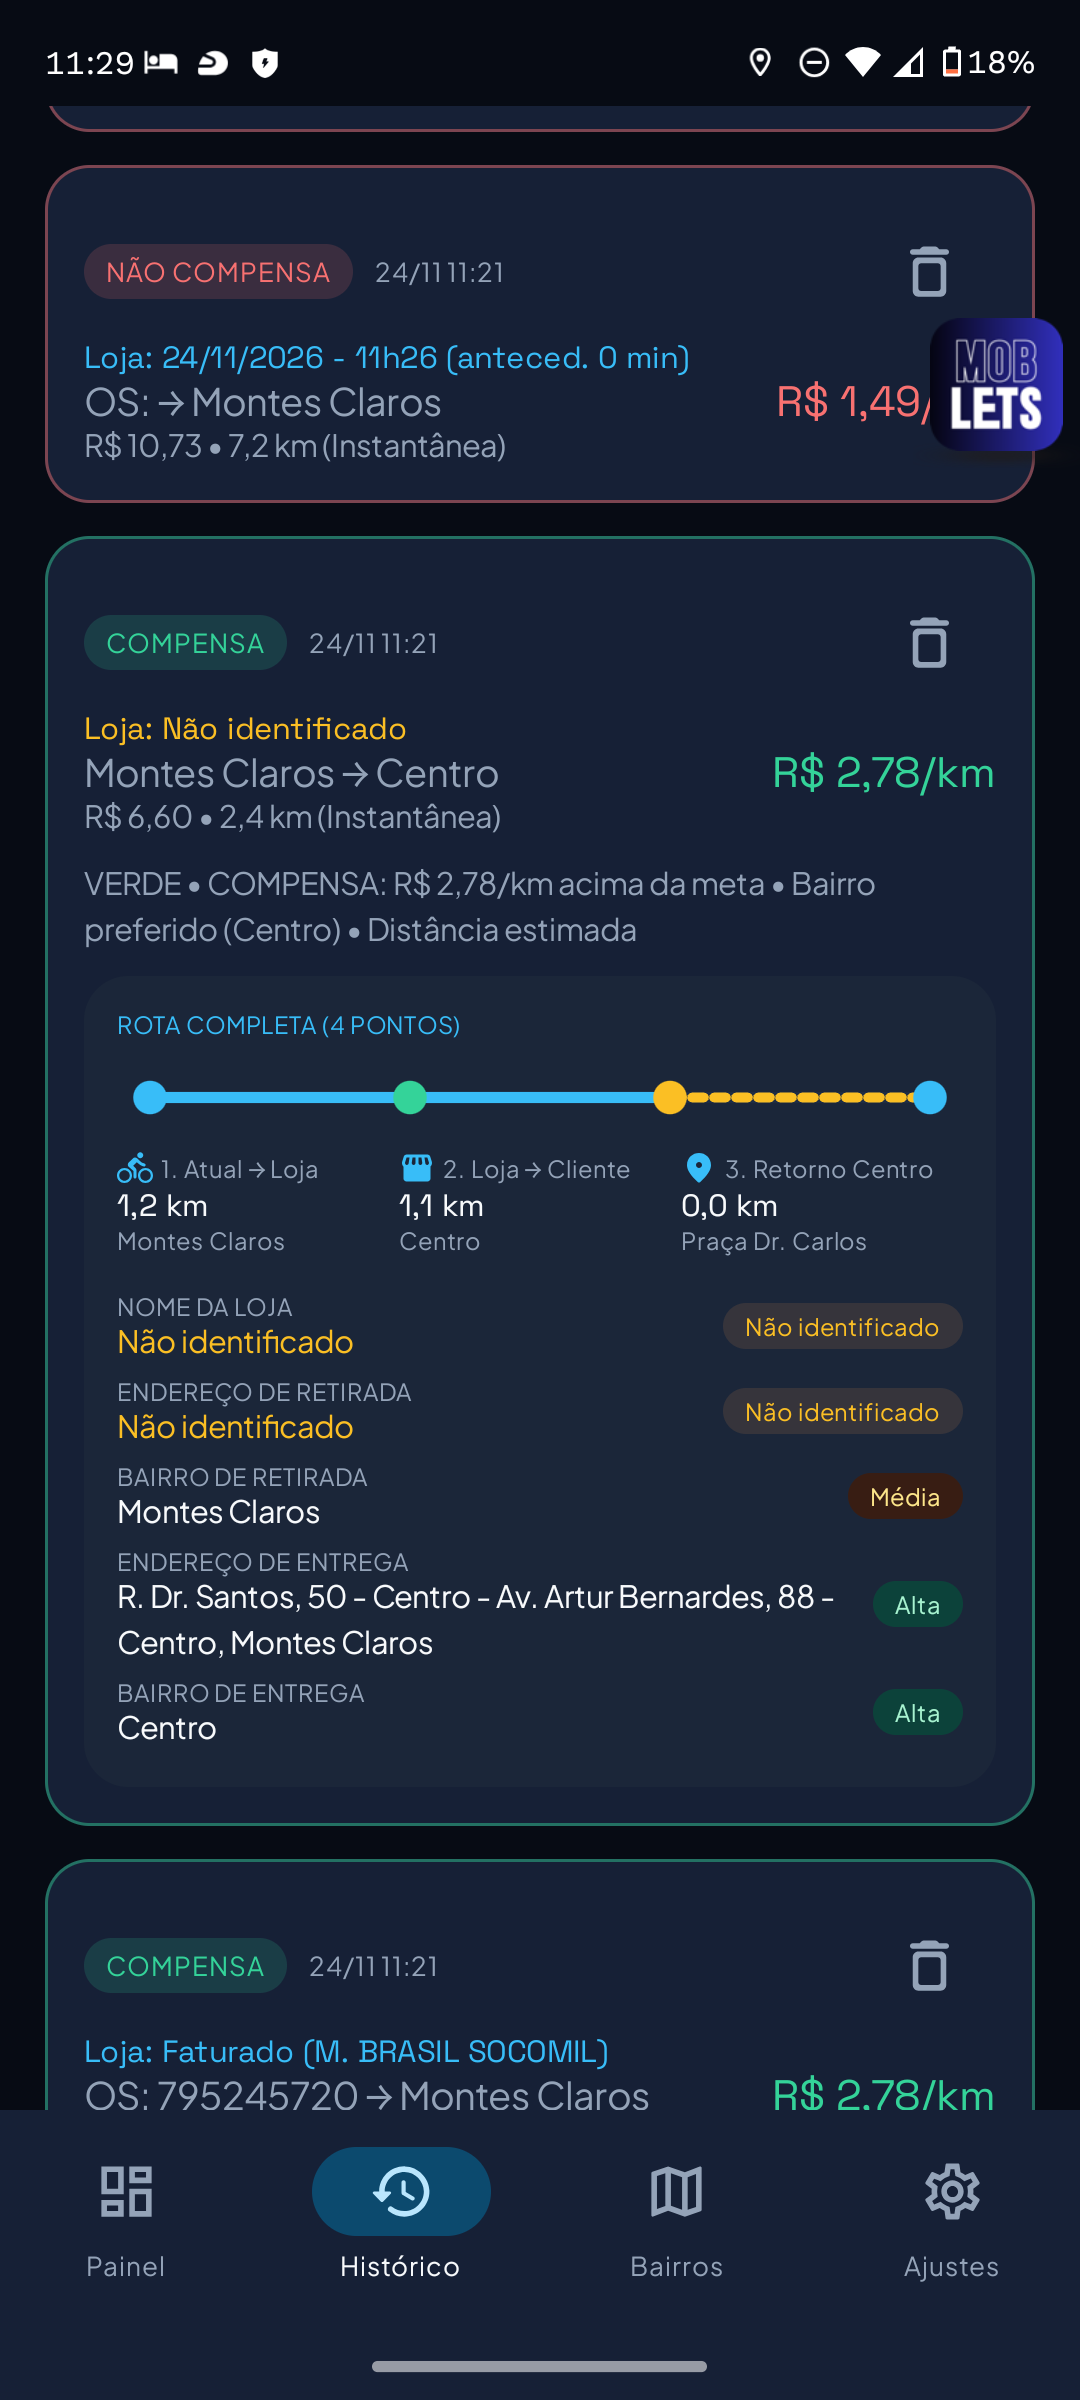 11:29
18%
NÃO COMPENSA 24/11 11:21
Loja: 24/11/2026 - 11h26 (anteced. 0 min)
OS: → Montes Claros
R$ 1,49/
MOB
LETS
R$ 10,73 • 7,2 km (Instantânea)
COMPENSA 24/11 11:21
Loja: Não identificado
Montes Claros → Centro
R$ 2,78/km
R$ 6,60 • 2,4 km (Instantânea)
VERDE • COMPENSA: R$ 2,78/km acima da meta • Bairro
preferido (Centro) • Distância estimada
ROTA COMPLETA (4 PONTOS)
1. Atual → Loja
1,2 km
Montes Claros
2. Loja → Cliente
1,1 km
Centro
3. Retorno Centro
0,0 km
Praça Dr. Carlos
NOME DA LOJA
Não identificado
Não identificado
ENDEREÇO DE RETIRADA
Não identificado
Não identificado
BAIRRO DE RETIRADA
Montes Claros
Média
ENDEREÇO DE ENTREGA
R. Dr. Santos, 50 - Centro - Av. Artur Bernardes, 88 -
Centro, Montes Claros
Alta
BAIRRO DE ENTREGA
Centro
Alta
COMPENSA 24/11 11:21
Loja: Faturado (M. BRASIL SOCOMIL)
OS: 795245720 → Montes Claros
R$ 2,78/km
Painel
Histórico
Bairros
Ajustes